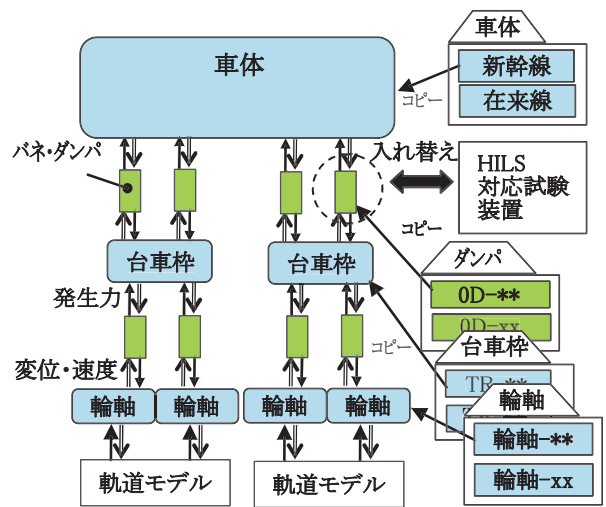 車体
車体
新幹線
在来線
コピー
バネ・ダンパ
入れ替え
HILS
対応試験
装置
コピー
ダンパ
台車枠
台車枠
OD-**
OD-xx
発生力
台車枠
コピー
変位・速度
TR-**
輪軸
輪軸
輪軸
輪軸
輪軸
輪軸-**
輪軸-xx
軌道モデル
軌道モデル